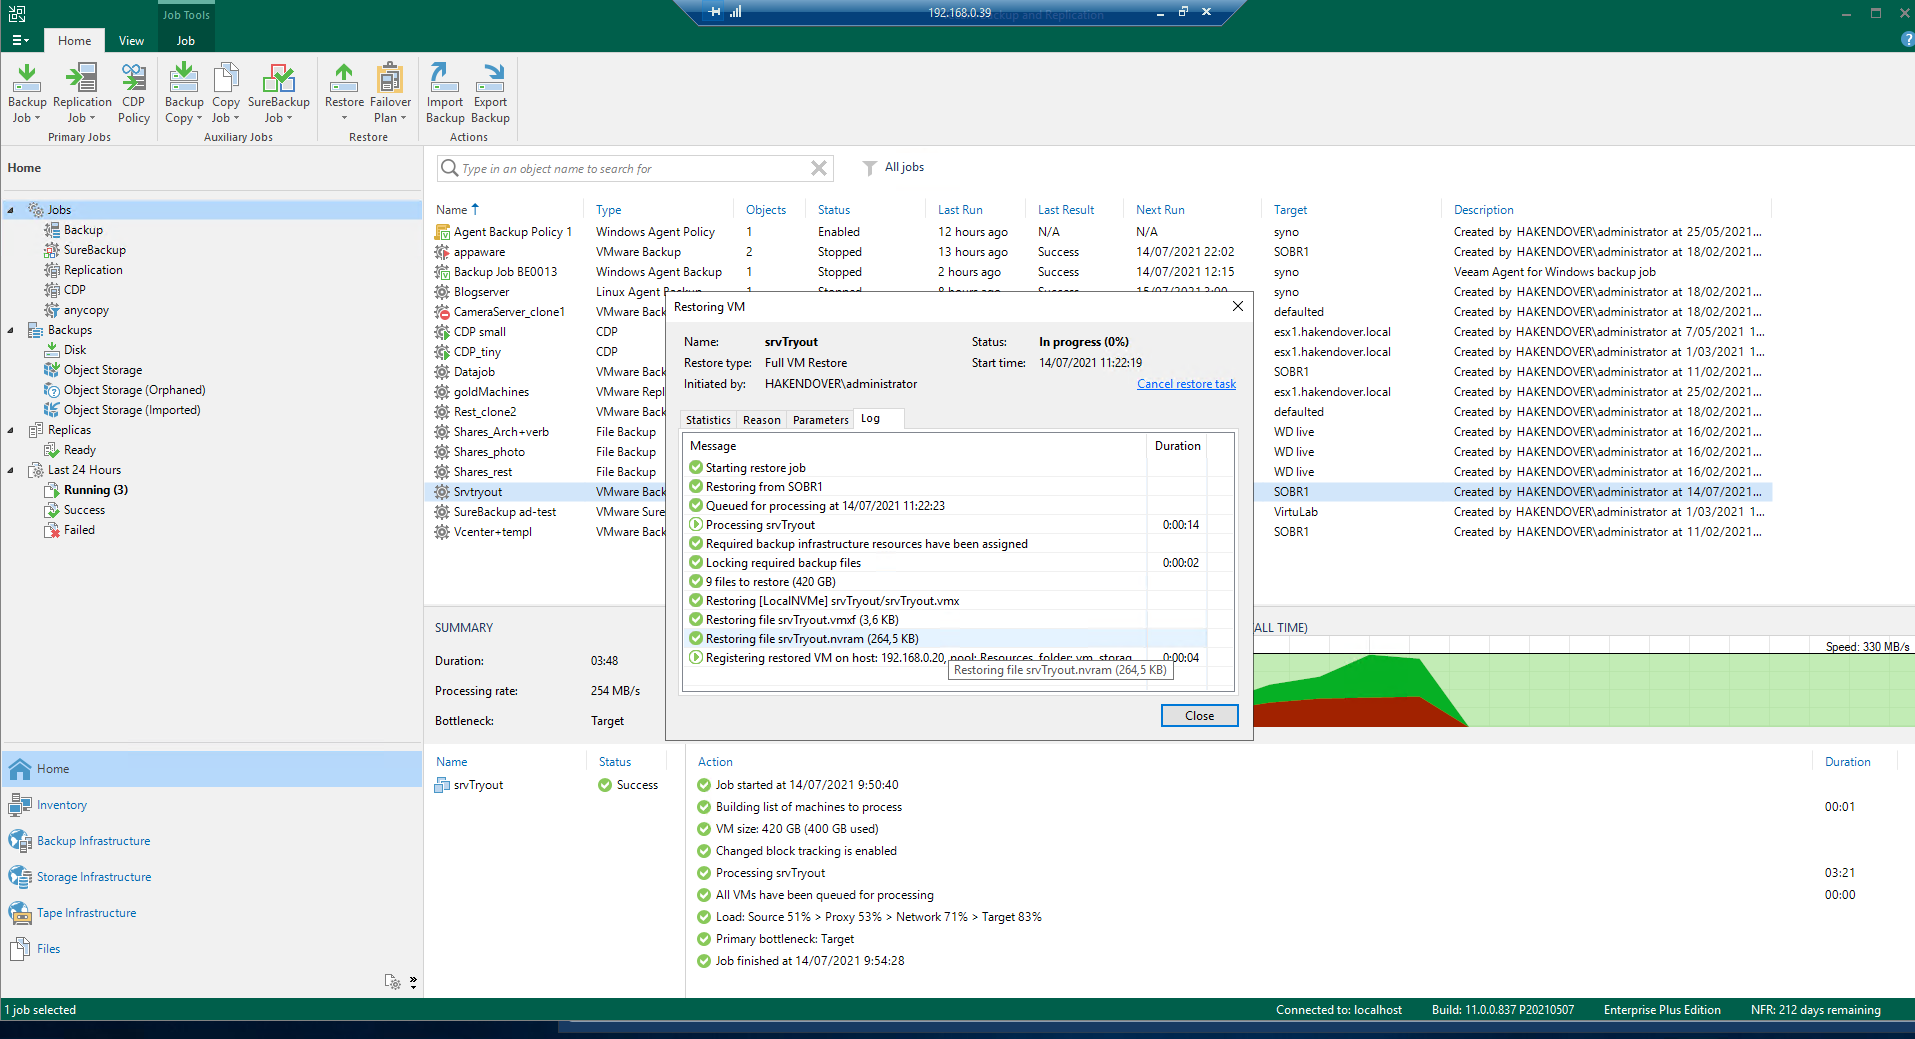 Job Tools
192.168.0.39
Backup and Replication
Home
View
Job
Backup Job
Replication Job
CDP Policy
Backup Copy
Copy Job
SureBackup Job
Restore
Failover Plan
Import Backup
Export Backup
Primary Jobs
Auxiliary Jobs
Restore
Actions
Home
Type in an object name to search for
All jobs
Jobs
Backup
SureBackup
Replication
CDP
anycopy
Backups
Disk
Object Storage
Object Storage (Orphaned)
Object Storage (Imported)
Replicas
Ready
Last 24 Hours
Running (3)
Success
Failed
Name Type Objects Status Last Run Last Result Next Run Target Description
Agent Backup Policy 1 Windows Agent Policy 1 Enabled 12 hours ago N/A N/A syno Created by HAKENDOVER\administrator at 25/05/2021...
appaware VMware Backup 2 Stopped 13 hours ago Success 14/07/2021 22:02 SOBR1 Created by HAKENDOVER\administrator at 18/02/2021...
Backup Job BE0013 Windows Agent Backup 1 Stopped 2 hours ago Success 14/07/2021 12:15 syno Veeam Agent for Windows backup job
Blogserver Linux Agent Backup 1 Stopped 8 hours ago Success 15/07/2021 3:00 syno Created by HAKENDOVER\administrator at 18/02/2021...
CameraServer_clone1 VMware Back defaulted Created by HAKENDOVER\administrator at 18/02/2021...
CDP small CDP esx1.hakendover.local Created by HAKENDOVER\administrator at 7/05/2021 1...
CDP_tiny CDP esx1.hakendover.local Created by HAKENDOVER\administrator at 1/03/2021 1...
Datajob VMware Back SOBR1 Created by HAKENDOVER\administrator at 11/02/2021...
goldMachines VMware Repl esx1.hakendover.local Created by HAKENDOVER\administrator at 25/02/2021...
Rest_clone2 VMware Back defaulted Created by HAKENDOVER\administrator at 18/02/2021...
Shares_Arch+verb File Backup WD live Created by HAKENDOVER\administrator at 16/02/2021...
Shares_photo File Backup WD live Created by HAKENDOVER\administrator at 16/02/2021...
Shares_rest File Backup WD live Created by HAKENDOVER\administrator at 16/02/2021...
Srvtryout VMware Back SOBR1 Created by HAKENDOVER\administrator at 14/07/2021...
SureBackup ad-test VMware Sure VirtuLab Created by HAKENDOVER\administrator at 1/03/2021 1...
Vcenter+templ VMware Back SOBR1 Created by HAKENDOVER\administrator at 11/02/2021...
Restoring VM
Name: srvTryout Status: In progress (0%)
Restore type: Full VM Restore Start time: 14/07/2021 11:22:19
Initiated by: HAKENDOVER\administrator Cancel restore task
Statistics Reason Parameters Log
Message Duration
Starting restore job
Restoring from SOBR1
Queued for processing at 14/07/2021 11:22:23
Processing srvTryout 0:00:14
Required backup infrastructure resources have been assigned
Locking required backup files 0:00:02
9 files to restore (420 GB)
Restoring [LocalNVMe] srvTryout/srvTryout.vmx
Restoring file srvTryout.vmxf (3,6 KB)
Restoring file srvTryout.nvram (264,5 KB)
Registering restored VM on host: 192.168.0.20, pool: Resources, folder: vm, storag 0:00:04
Restoring file srvTryout.nvram (264,5 KB)
Close
SUMMARY
Duration: 03:48
Processing rate: 254 MB/s
Bottleneck: Target
ALL TIME)
Speed: 330 MB/s
Name Status
srvTryout Success
Action Duration
Job started at 14/07/2021 9:50:40
Building list of machines to process 00:01
VM size: 420 GB (400 GB used)
Changed block tracking is enabled
Processing srvTryout 03:21
All VMs have been queued for processing 00:00
Load: Source 51% > Proxy 53% > Network 71% > Target 83%
Primary bottleneck: Target
Job finished at 14/07/2021 9:54:28
Home
Inventory
Backup Infrastructure
Storage Infrastructure
Tape Infrastructure
Files
1 job selected
Connected to: localhost
Build: 11.0.0.837 P20210507
Enterprise Plus Edition
NFR: 212 days remaining